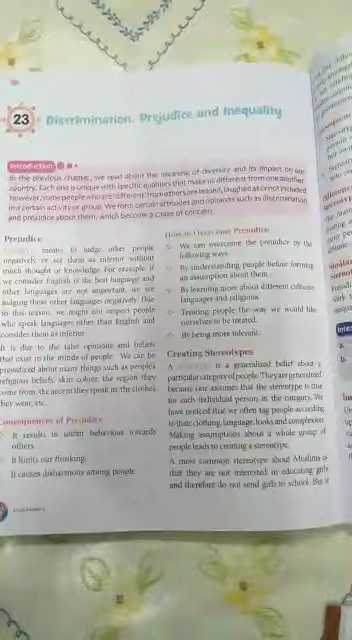 23
Discrimination, Prejudice and Inequality
Introduction
In the previous chapter, we read about the meaning of diversity and its impact on our
country. Each one is unique with specific qualities that make us different from one another.
However, some people who are 'different' from others are teased, laughed at or not included
in a certain activity or group. We form certain attitudes and opinions such as discrimination
and prejudice about them, which become a cause of concern.
Prejudice
means to judge other people
negatively or see them as inferior without
much thought or knowledge. For example, if
we consider English is the best language and
other languages are not important, we are
judging these other languages negatively. Due
to this reason, we might not respect people
who speak languages other than English and
consider them as inferior.
It is due to the false opinions and beliefs
that exist in the minds of people. We can be
prejudiced about many things such as people's
religious beliefs, skin colour, the region they
come from, the accent they speak in, the clothes
they wear, etc.
Consequences of Prejudice
It results in unfair behaviour towards
others.
It limits our thinking.
It causes disharmony among people.
How to Overcome Prejudice
We can overcome the prejudice by the
following ways:
By understanding people before forming
an assumption about them.
By learning more about different cultures,
languages and religions.
Treating people the way we would like
ourselves to be treated.
By being more tolerant.
Creating Stereotypes
A is a generalized belief about a
particular category of people. They are generalized
because one assumes that the stereotype is true
for each individual person in the category. We
have noticed that we often tag people according
to their clothing, language, looks and complexion.
Making assumptions about a whole group of
people leads to creating a stereotype.
A most common stereotype about Muslims is
that they are not interested in educating girls
and therefore do not send girls to school. But if